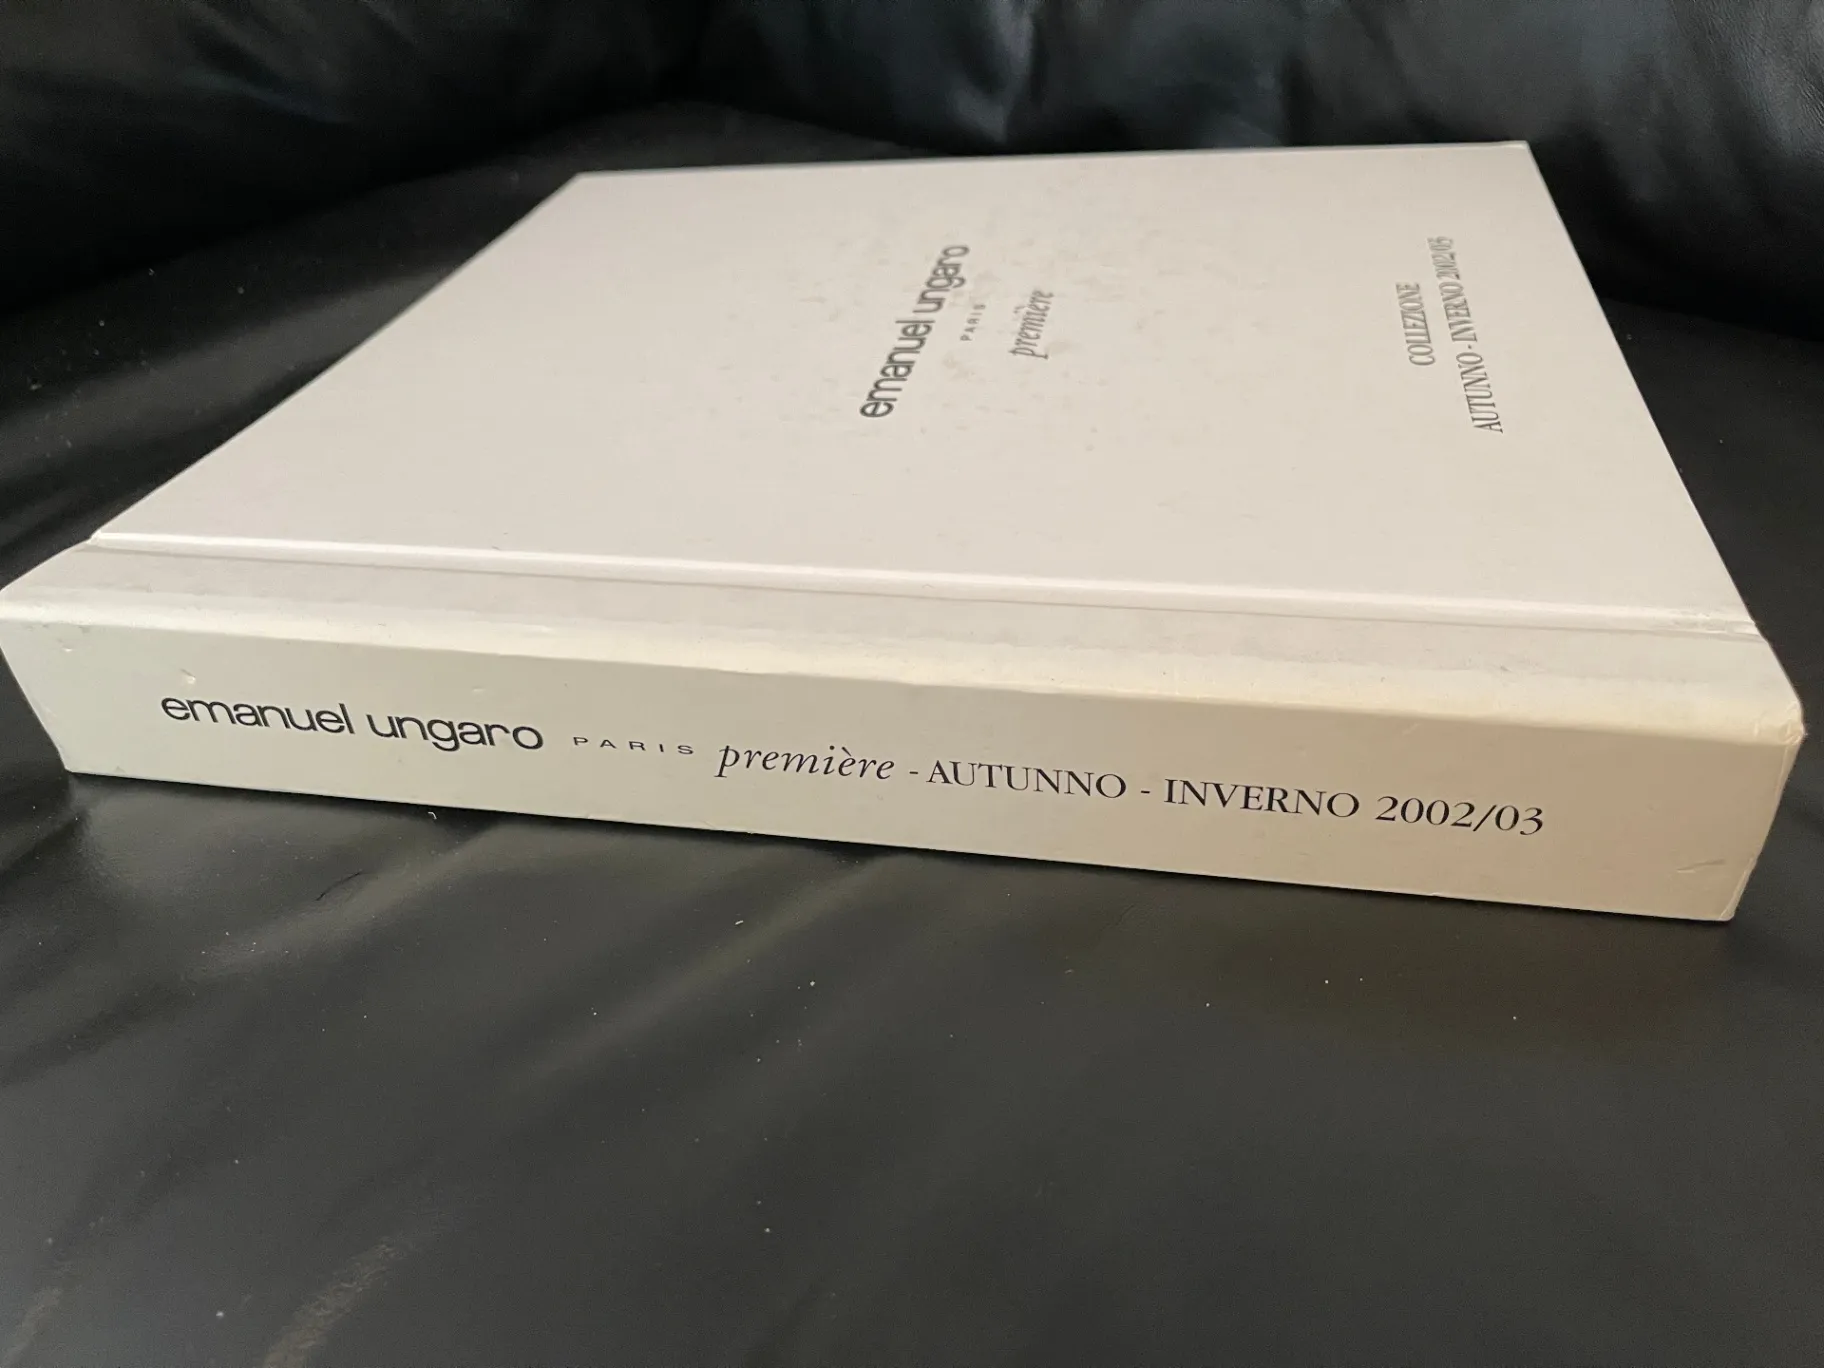 emanuel ungaro
PARIS
première
COLLEZIONE
AUTUNNO - INVERNO 2002/03
emanuel ungaro PARIS première - AUTUNNO - INVERNO 2002/03